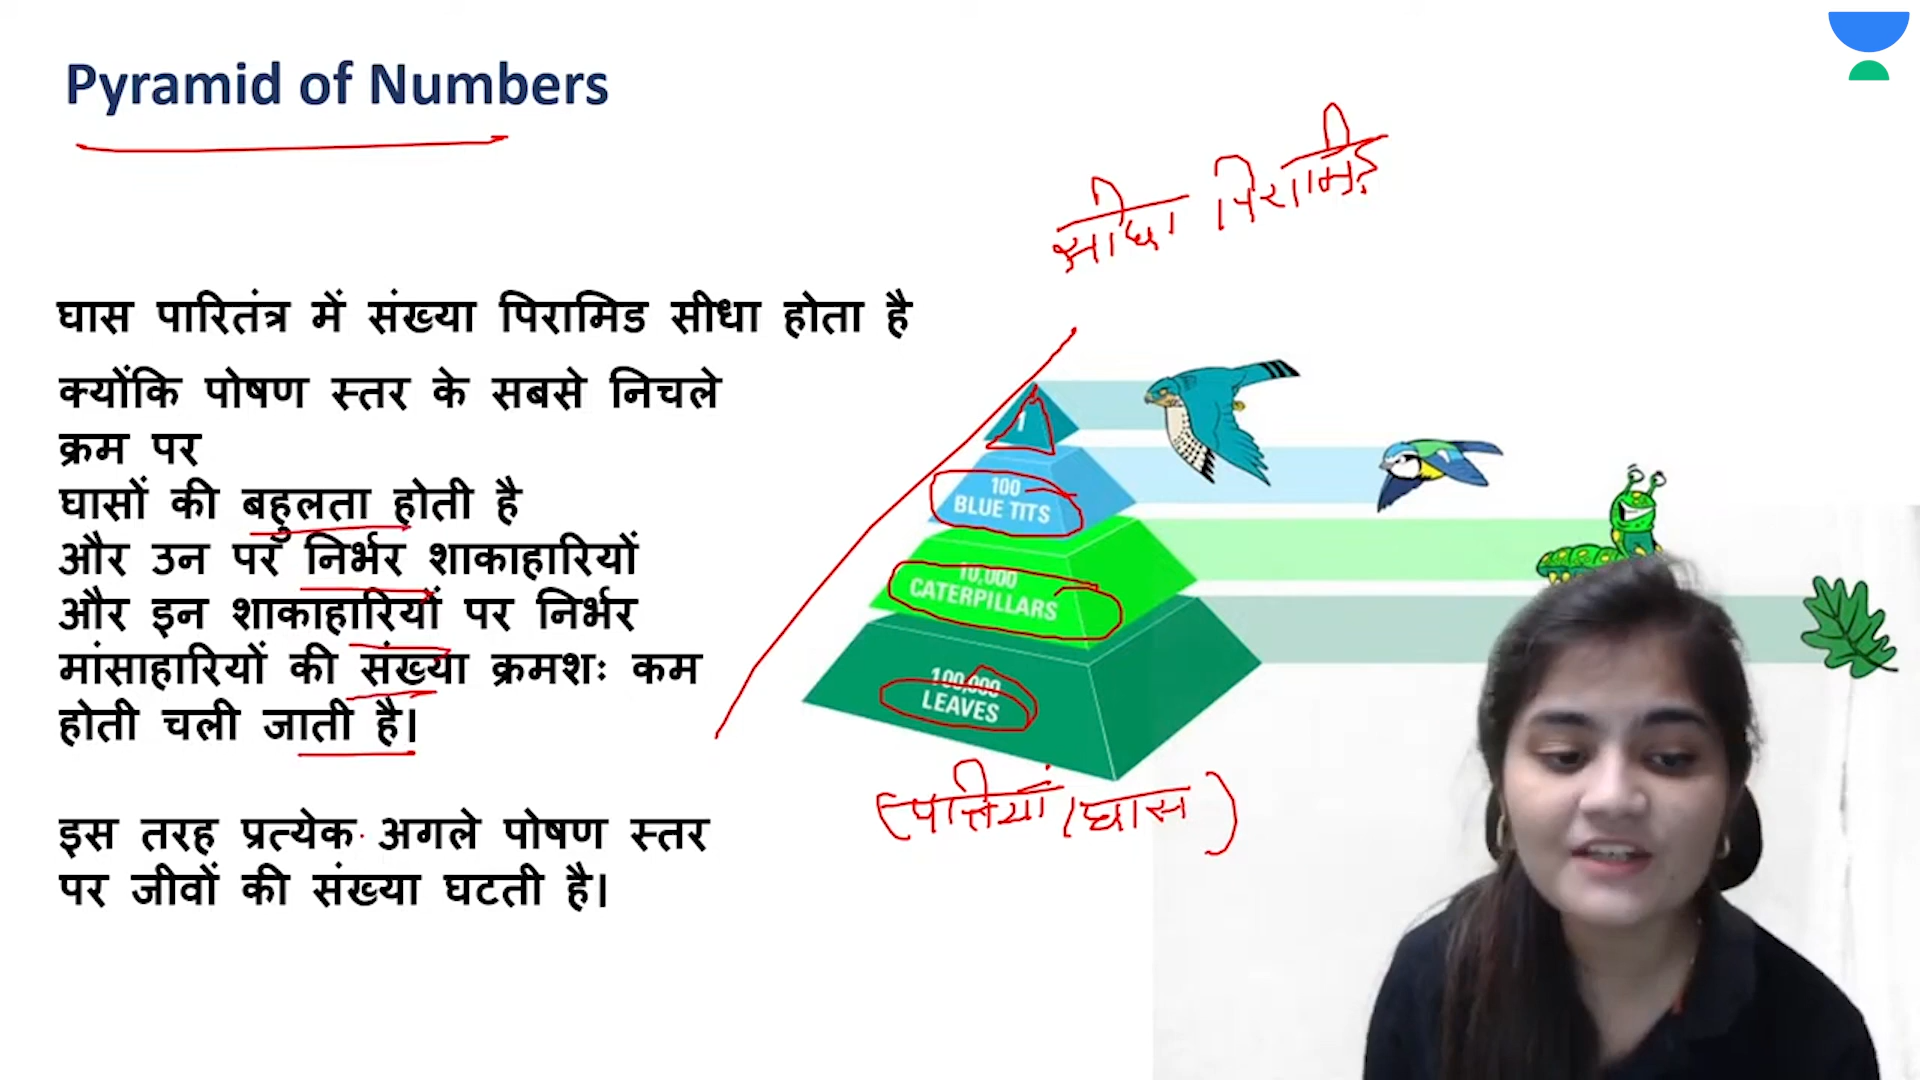 Pyramid of Numbers
सीधा पिरामिड
घास पारितंत्र में संख्या पिरामिड सीधा होता है
क्योंकि पोषण स्तर के सबसे निचले
क्रम पर
घासों की बहुलता होती है
और उन पर निर्भर शाकाहारियों
और इन शाकाहारियों पर निर्भर
मांसाहारियों की संख्या क्रमशः कम
होती चली जाती है।
इस तरह प्रत्येक अगले पोषण स्तर
पर जीवों की संख्या घटती है।
1
100
BLUE TITS
10,000
CATERPILLARS
100,000
LEAVES
(पत्तियाँ / घास)